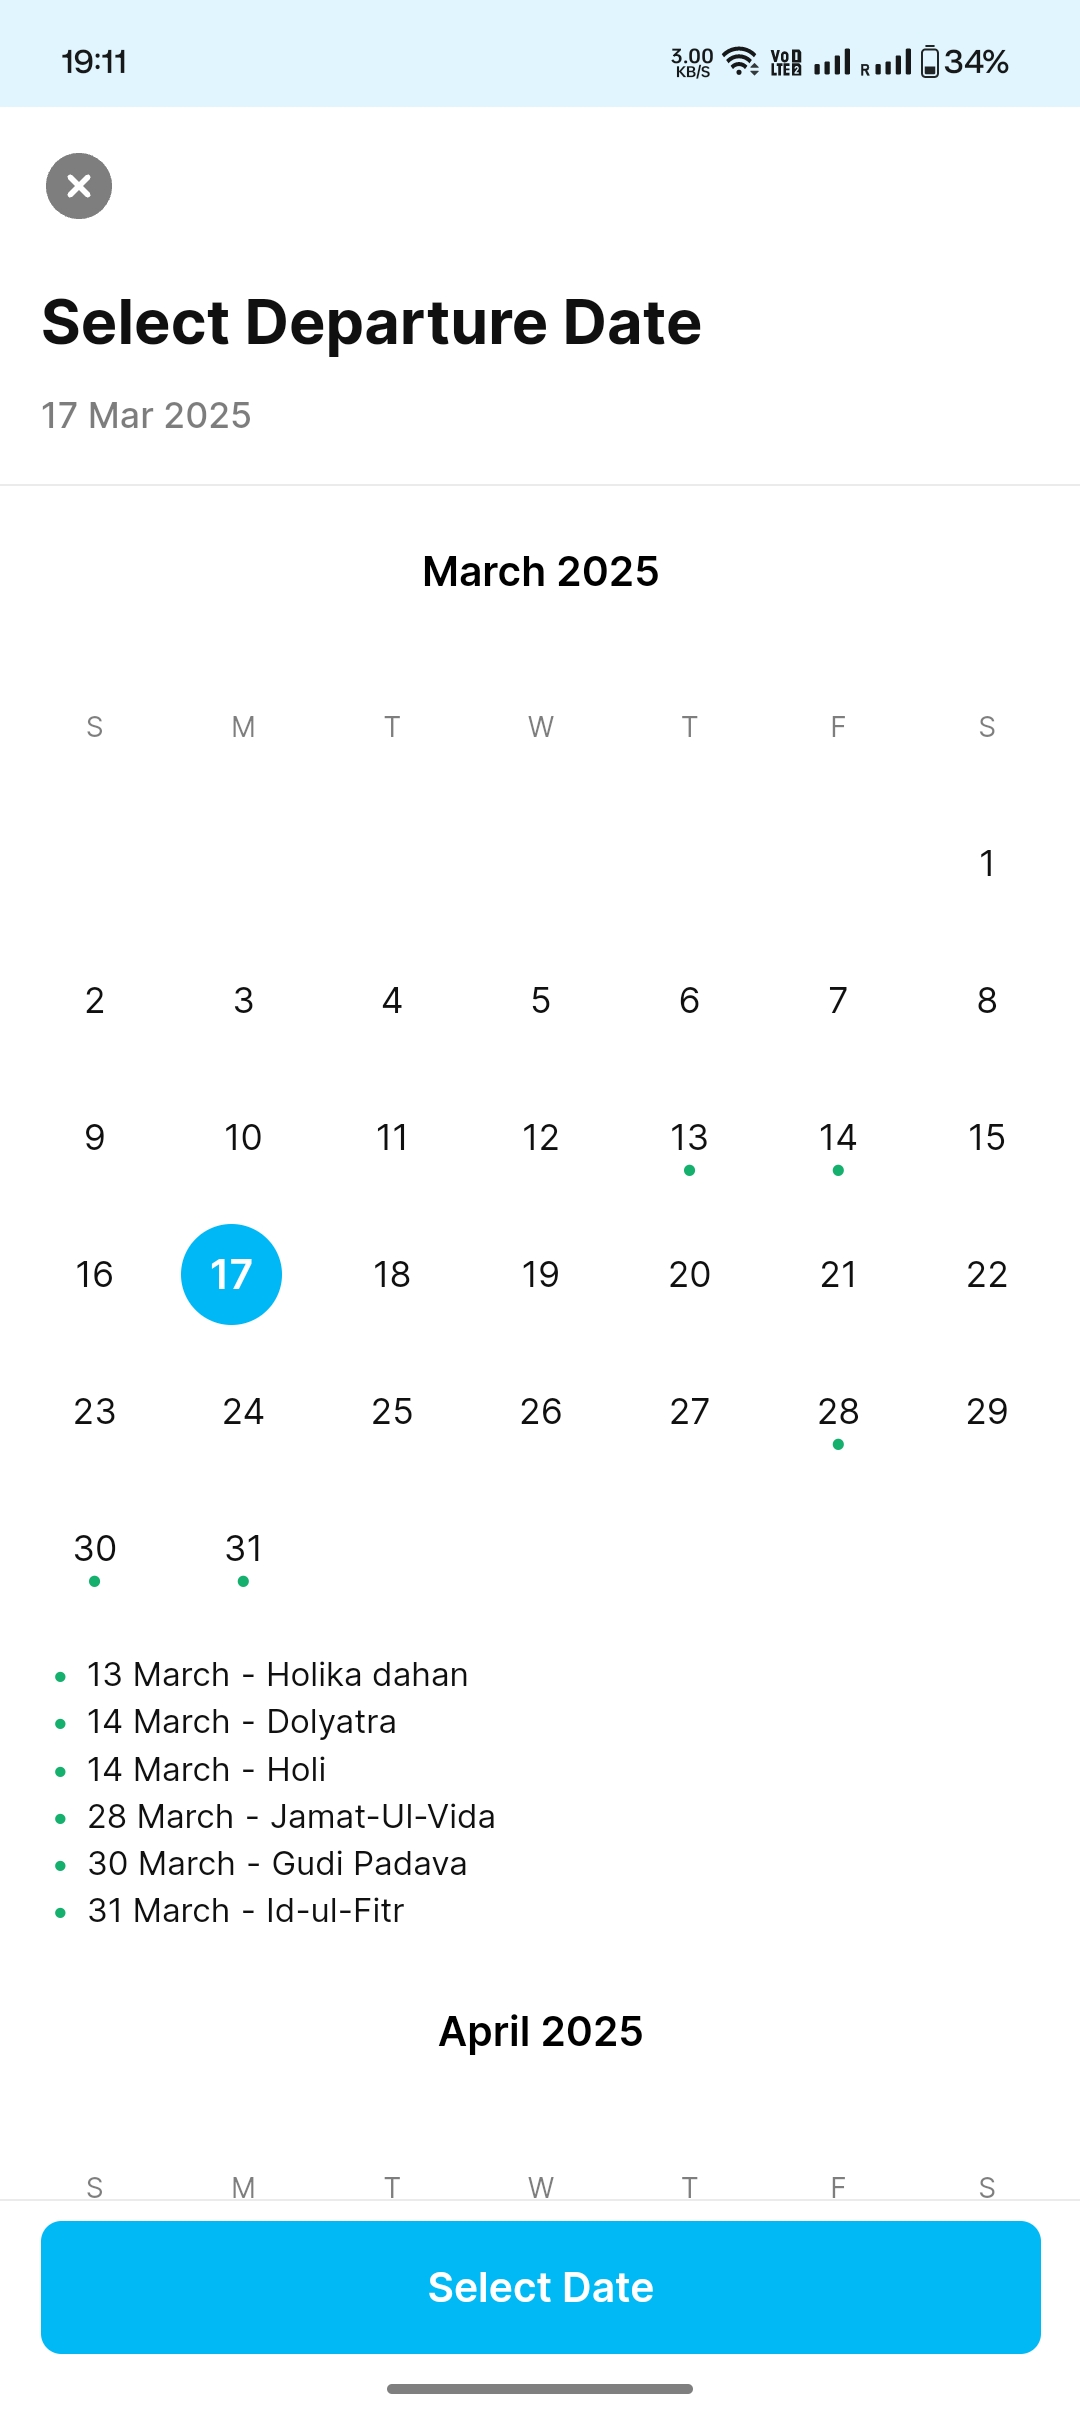 19:11 3.00 KB/S VoD LTE 2 R 34%
Select Departure Date
17 Mar 2025
March 2025
S M T W T F S
1
2 3 4 5 6 7 8
9 10 11 12 13 14 15
16 17 18 19 20 21 22
23 24 25 26 27 28 29
30 31
• 13 March - Holika dahan
• 14 March - Dolyatra
• 14 March - Holi
• 28 March - Jamat-Ul-Vida
• 30 March - Gudi Padava
• 31 March - Id-ul-Fitr
April 2025
S M T W T F S
Select Date